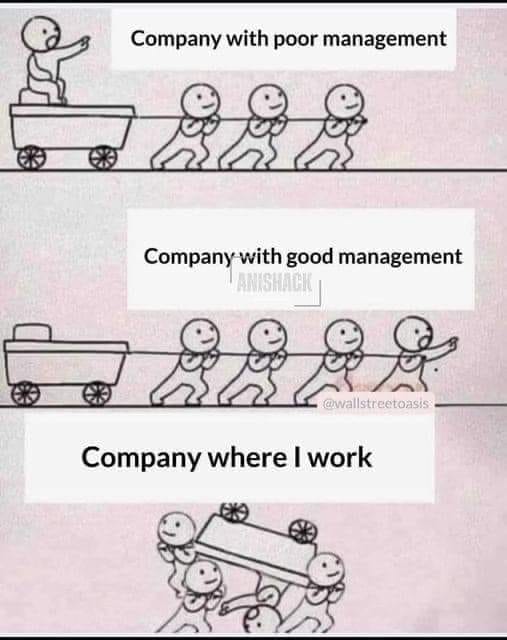 Company with poor management
Company with good management
ANISHACK
@wallstreetoasis
Company where I work